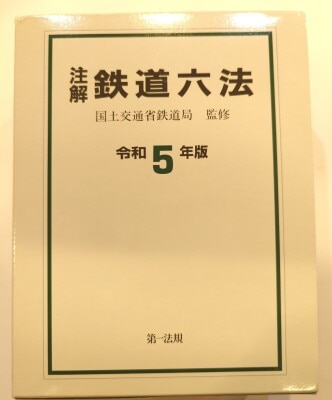 注解 鉄道六法
国土交通省鉄道局 監修
令和5年版
第一法規